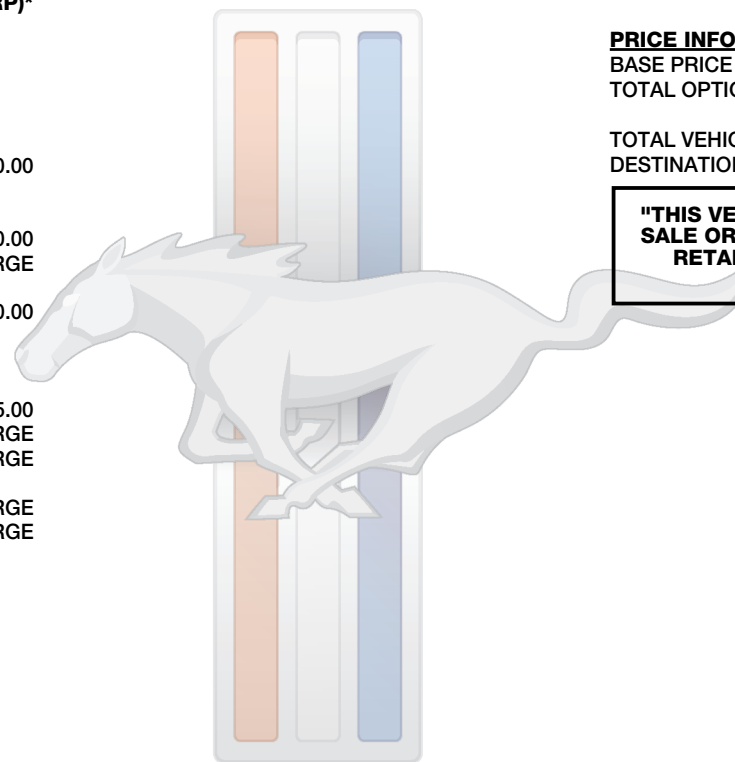 RP)*
0.00
0.00
RGE
0.00
5.00
RGE
RGE
RGE
RGE
PRICE INFO
BASE PRICE
TOTAL OPTIO
TOTAL VEHIC
DESTINATION
"THIS VE
SALE OR
RETAI